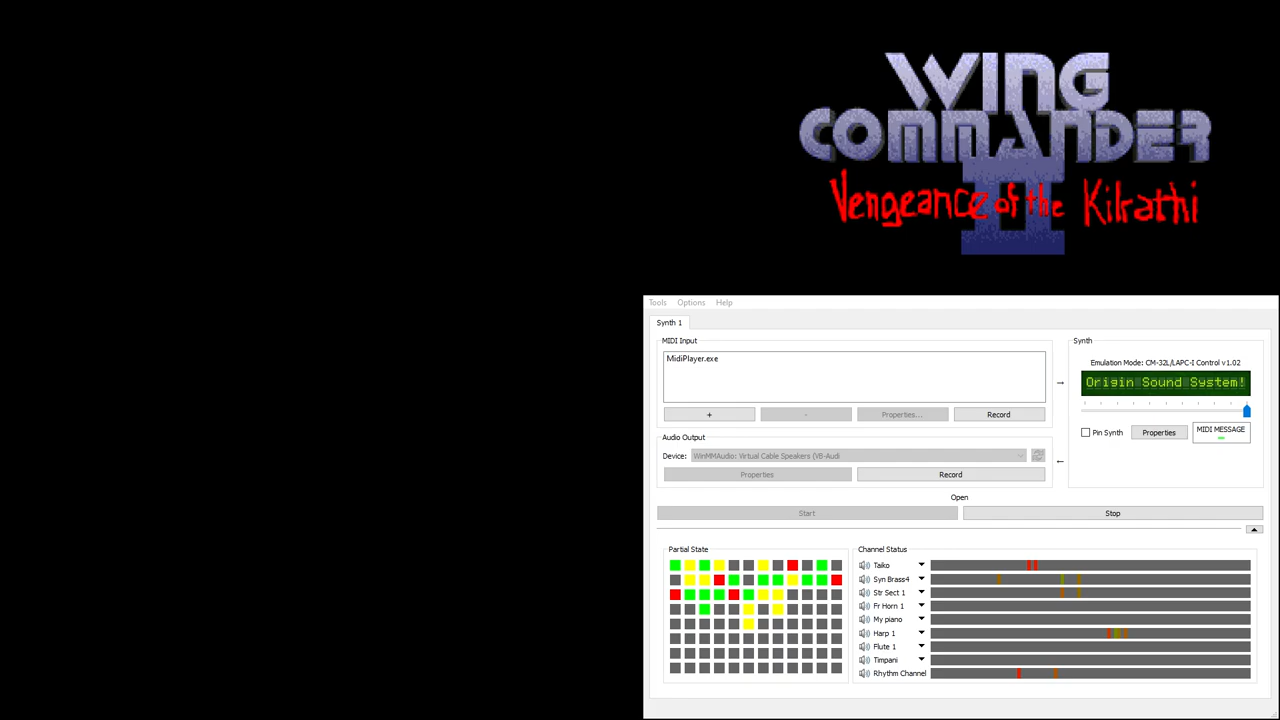 WING
COMMANDER
II
Vengeance of the Kilrathi
Tools Options Help
Synth 1
MIDI Input
MidiPlayer.exe
+ - Properties... Record
Synth
Emulation Mode: CM-32L/LAPC-I Control v1.02
Origin Sound System!
Pin Synth Properties MIDI MESSAGE
Audio Output
Device: WinMMAudio: Virtual Cable Speakers (VB-Audi
Properties Record
Open
Start Stop
Partial State
Channel Status
Taiko
Syn Brass4
Str Sect 1
Fr Horn 1
My piano
Harp 1
Flute 1
Timpani
Rhythm Channel